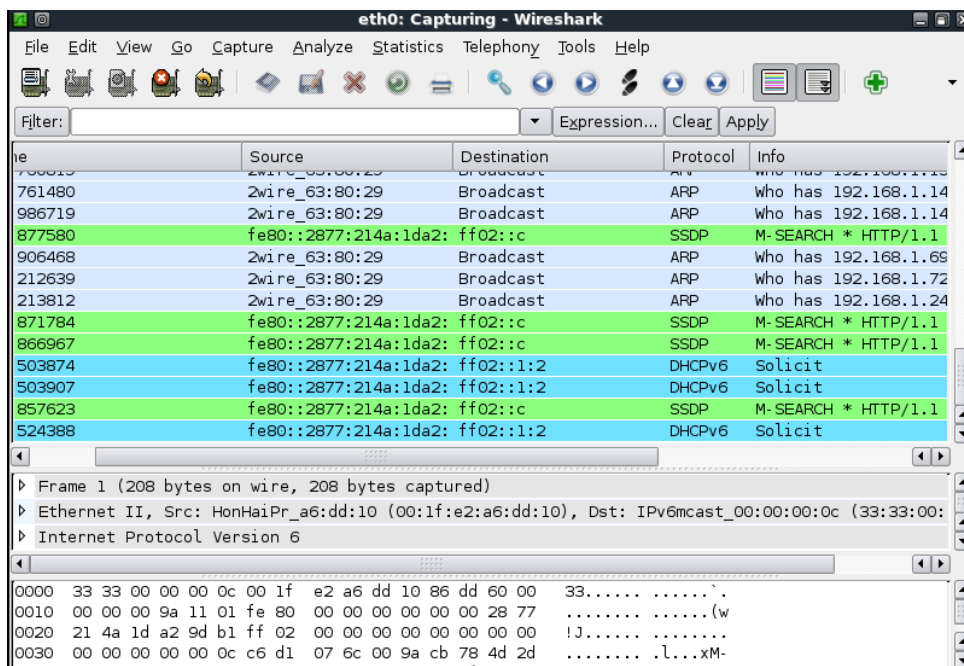 eth0: Capturing - Wireshark
File Edit View Go Capture Analyze Statistics Telephony Tools Help
Filter: Expression... Clear Apply
ne Source Destination Protocol Info
761480 2wire_63:80:29 Broadcast ARP Who has 192.168.1.14
986719 2wire_63:80:29 Broadcast ARP Who has 192.168.1.14
877580 fe80::2877:214a:1da2: ff02::c SSDP M-SEARCH * HTTP/1.1
906468 2wire_63:80:29 Broadcast ARP Who has 192.168.1.69
212639 2wire_63:80:29 Broadcast ARP Who has 192.168.1.72
213812 2wire_63:80:29 Broadcast ARP Who has 192.168.1.24
871784 fe80::2877:214a:1da2: ff02::c SSDP M-SEARCH * HTTP/1.1
866967 fe80::2877:214a:1da2: ff02::c SSDP M-SEARCH * HTTP/1.1
503874 fe80::2877:214a:1da2: ff02::1:2 DHCPv6 Solicit
503907 fe80::2877:214a:1da2: ff02::1:2 DHCPv6 Solicit
857623 fe80::2877:214a:1da2: ff02::c SSDP M-SEARCH * HTTP/1.1
524388 fe80::2877:214a:1da2: ff02::1:2 DHCPv6 Solicit
Frame 1 (208 bytes on wire, 208 bytes captured)
Ethernet II, Src: HonHaiPr_a6:dd:10 (00:1f:e2:a6:dd:10), Dst: IPv6mcast_00:00:00:0c (33:33:00:
Internet Protocol Version 6
0000 33 33 00 00 00 0c 00 1f e2 a6 dd 10 86 dd 60 00 33...... ......`.
0010 00 00 00 9a 11 01 fe 80 00 00 00 00 00 00 28 77 ........ ......(w
0020 21 4a 1d a2 9d b1 ff 02 00 00 00 00 00 00 00 00 !J...... ........
0030 00 00 00 00 00 0c c6 d1 07 6c 00 9a cb 78 4d 2d ........ .l...xM-